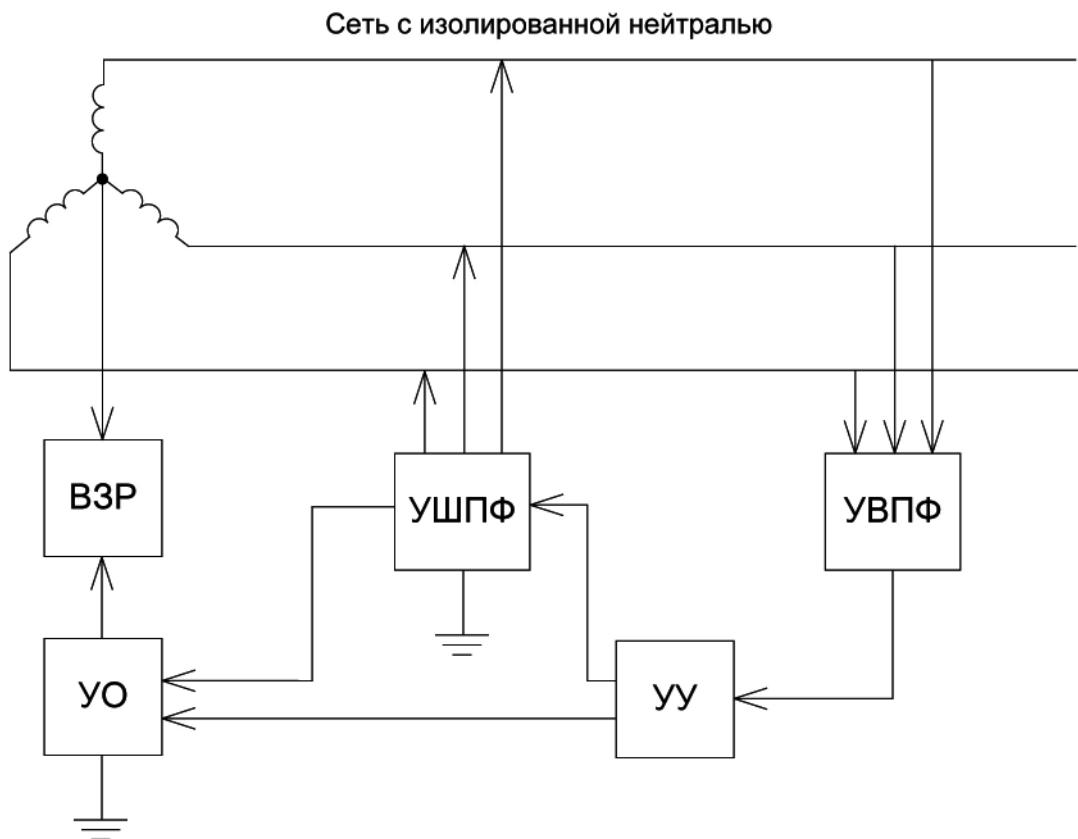 Сеть с изолированной нейтралью
ВЗР
УШПФ
УВПФ
УО
УУ